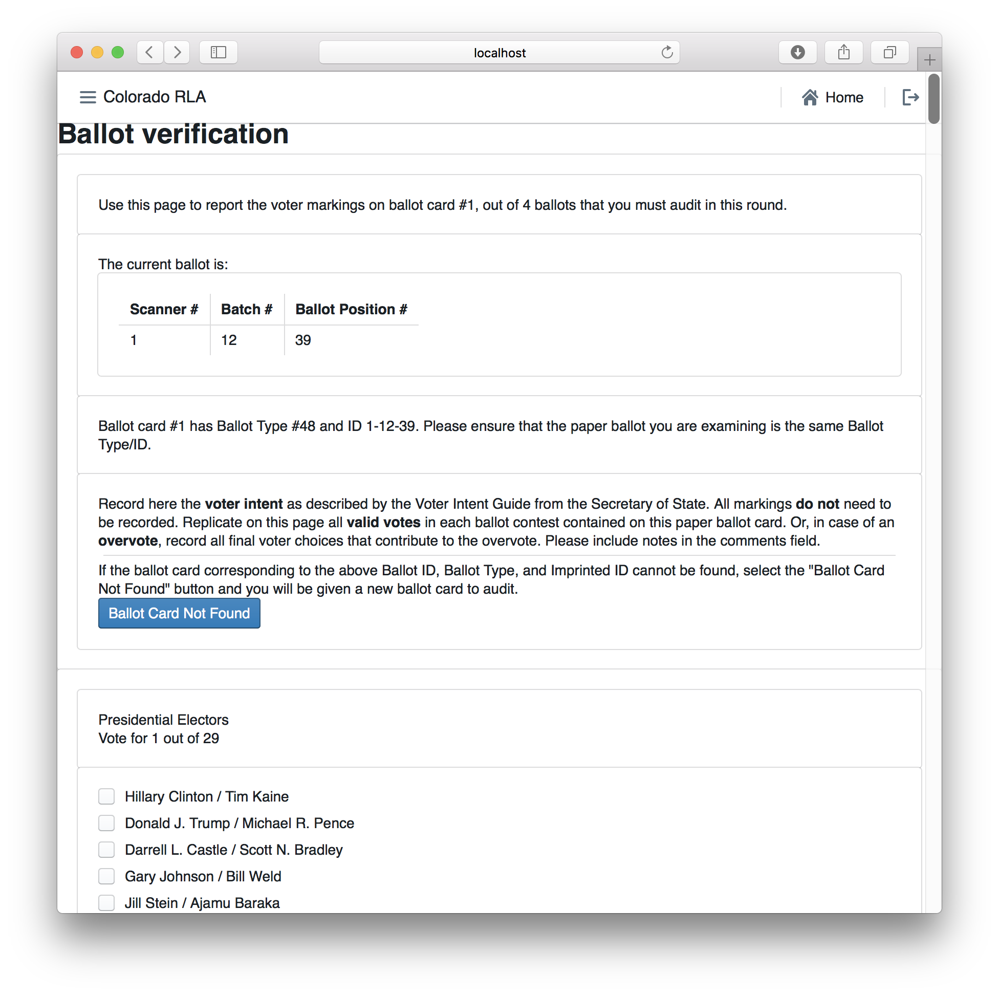 localhost
Colorado RLA
Home
Ballot verification
Use this page to report the voter markings on ballot card #1, out of 4 ballots that you must audit in this round.
The current ballot is:
Scanner # Batch # Ballot Position #
1 12 39
Ballot card #1 has Ballot Type #48 and ID 1-12-39. Please ensure that the paper ballot you are examining is the same Ballot
Type/ID.
Record here the voter intent as described by the Voter Intent Guide from the Secretary of State. All markings do not need to
be recorded. Replicate on this page all valid votes in each ballot contest contained on this paper ballot card. Or, in case of an
overvote, record all final voter choices that contribute to the overvote. Please include notes in the comments field.
If the ballot card corresponding to the above Ballot ID, Ballot Type, and Imprinted ID cannot be found, select the "Ballot Card
Not Found" button and you will be given a new ballot card to audit.
Ballot Card Not Found
Presidential Electors
Vote for 1 out of 29
Hillary Clinton / Tim Kaine
Donald J. Trump / Michael R. Pence
Darrell L. Castle / Scott N. Bradley
Gary Johnson / Bill Weld
Jill Stein / Ajamu Baraka